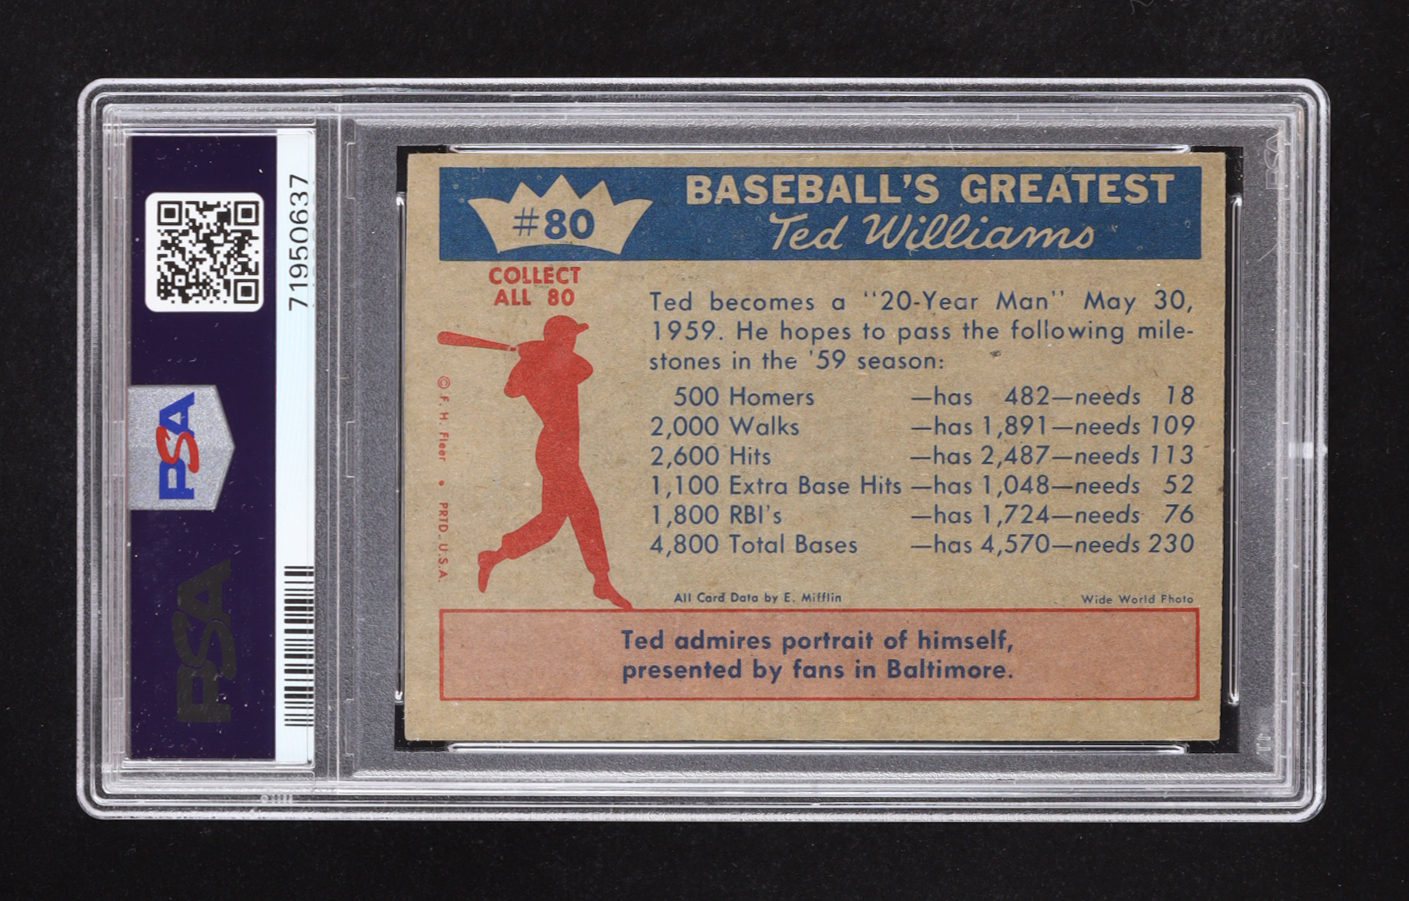 71950637
PSA
PSA
#80
BASEBALL'S GREATEST
Ted Williams
COLLECT
ALL 80
Ted becomes a "20-Year Man" May 30,
1959. He hopes to pass the following mile-
stones in the '59 season:
500 Homers —has 482—needs 18
2,000 Walks —has 1,891—needs 109
2,600 Hits —has 2,487—needs 113
1,100 Extra Base Hits —has 1,048—needs 52
1,800 RBI's —has 1,724—needs 76
4,800 Total Bases —has 4,570—needs 230
© F. H. Fleer • PRTD. U.S.A.
All Card Data by E. Mifflin
Wide World Photo
Ted admires portrait of himself,
presented by fans in Baltimore.